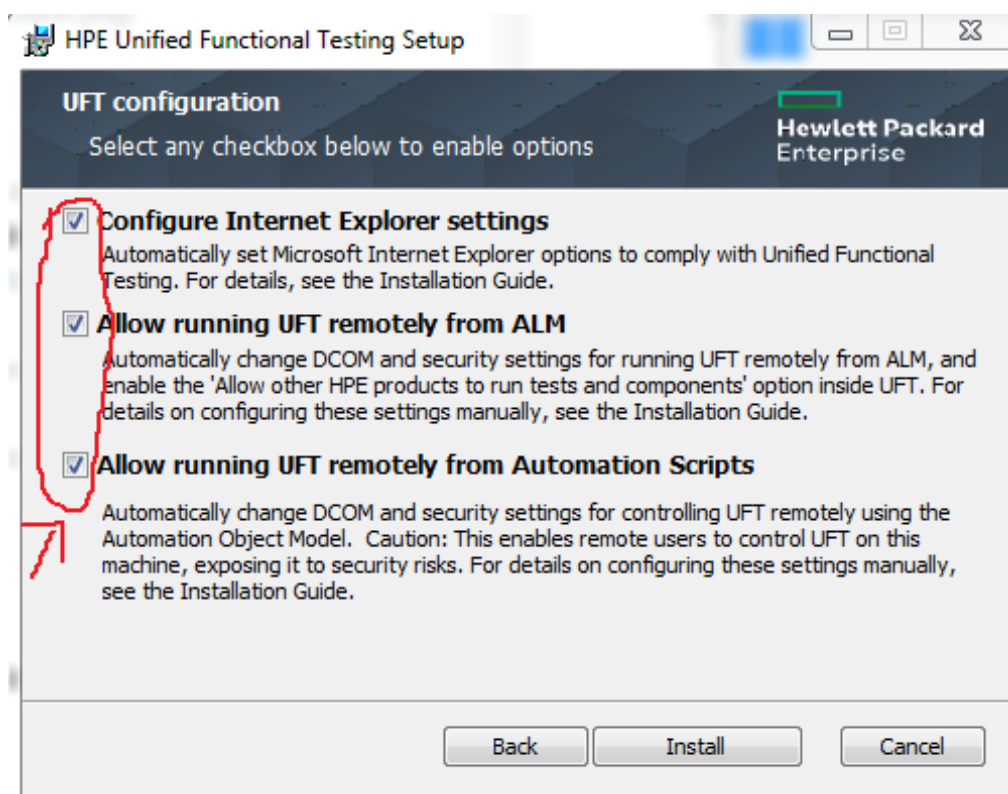 HPE Unified Functional Testing Setup
UFT configuration
Select any checkbox below to enable options
Hewlett Packard
Enterprise
Configure Internet Explorer settings
Automatically set Microsoft Internet Explorer options to comply with Unified Functional
Testing. For details, see the Installation Guide.
Allow running UFT remotely from ALM
Automatically change DCOM and security settings for running UFT remotely from ALM, and
enable the 'Allow other HPE products to run tests and components' option inside UFT. For
details on configuring these settings manually, see the Installation Guide.
Allow running UFT remotely from Automation Scripts
Automatically change DCOM and security settings for controlling UFT remotely using the
Automation Object Model.  Caution: This enables remote users to control UFT on this
machine, exposing it to security risks. For details on configuring these settings manually,
see the Installation Guide.
Back Install Cancel